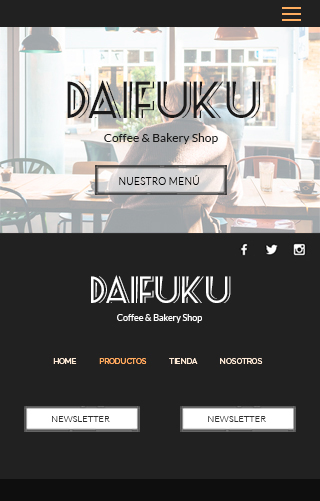 DAIFUKU
Coffee & Bakery Shop
NUESTRO MENÚ
DAIFUKU
Coffee & Bakery Shop
HOME PRODUCTOS TIENDA NOSOTROS
NEWSLETTER NEWSLETTER